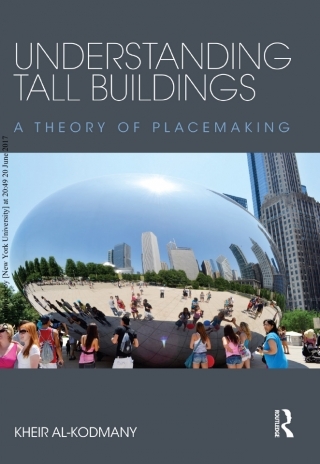 UNDERSTANDING
TALL BUILDINGS
A THEORY OF PLACEMAKING
[New York University] at 20:49 20 June 2017
KHEIR AL-KODMANY
ROUTLEDGE